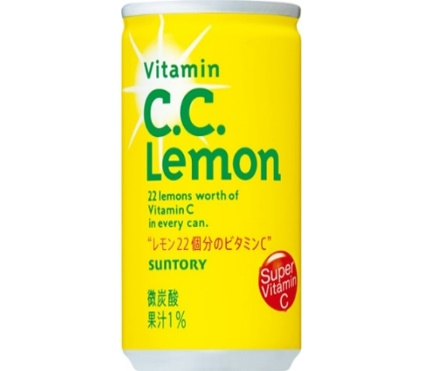 Vitamin
C.C.
Lemon
22 lemons worth of
Vitamin C
in every can.
"レモン22個分のビタミンC"
SUNTORY
Super
Vitamin
C
微炭酸
果汁1%